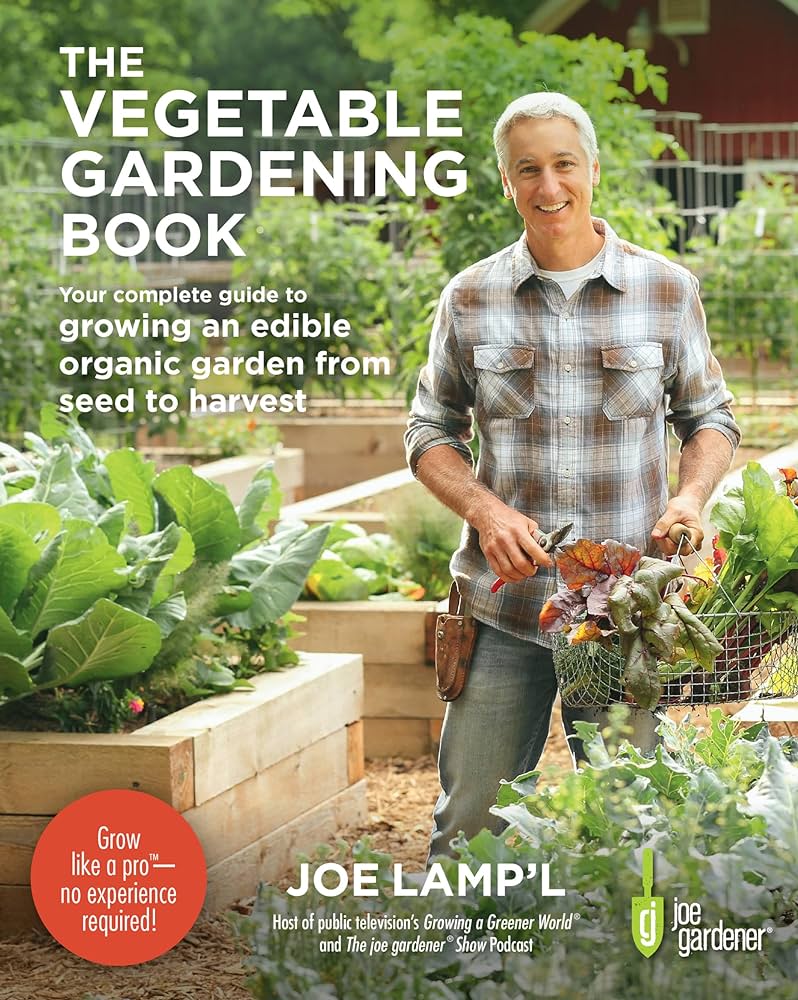 THE
VEGETABLE
GARDENING
BOOK
Your complete guide to
growing an edible
organic garden from
seed to harvest
Grow
like a pro™—
no experience
required!
JOE LAMP'L
Host of public television's Growing a Greener World®
and The joe gardener® Show Podcast
gj
joe
gardener®